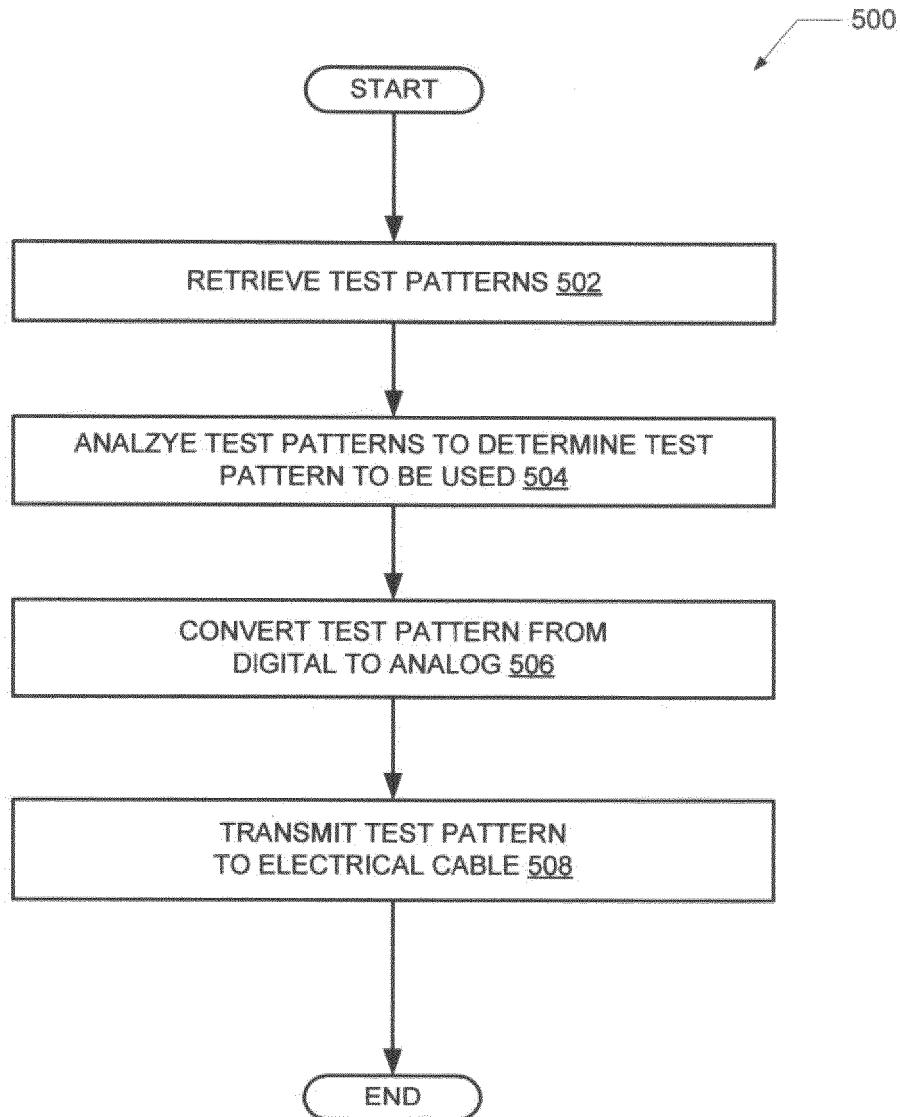 500
START
RETRIEVE TEST PATTERNS 502
ANALZYE TEST PATTERNS TO DETERMINE TEST
PATTERN TO BE USED 504
CONVERT TEST PATTERN FROM
DIGITAL TO ANALOG 506
TRANSMIT TEST PATTERN
TO ELECTRICAL CABLE 508
END